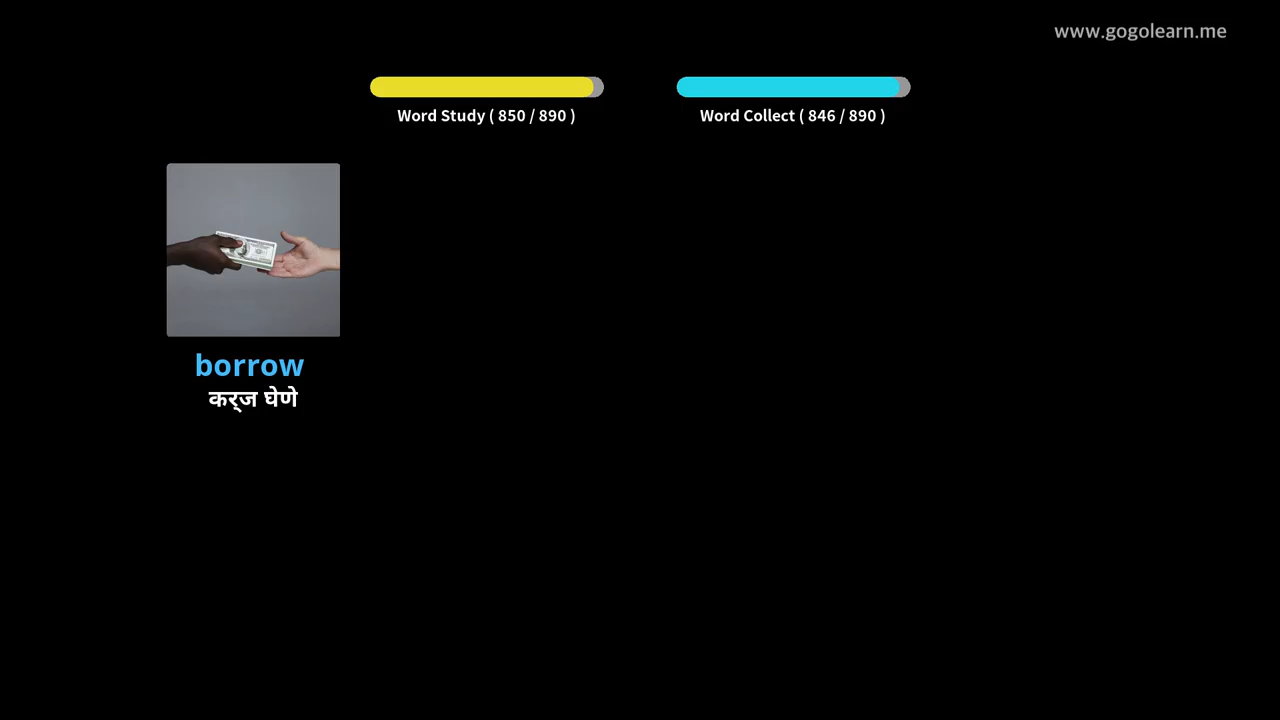 www.gogolearn.me
Word Study ( 850 / 890 )
Word Collect ( 846 / 890 )
borrow
कर्ज घेणे